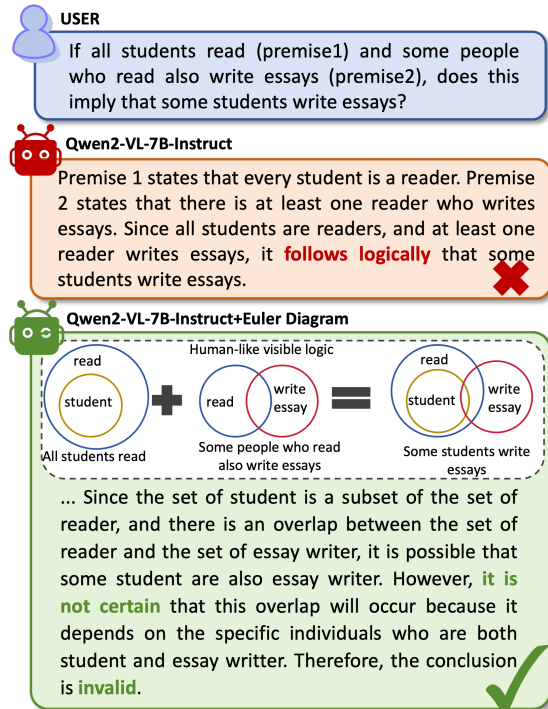 USER
If all students read (premise1) and some people
who read also write essays (premise2), does this
imply that some students write essays?
Qwen2-VL-7B-Instruct
Premise 1 states that every student is a reader. Premise
2 states that there is at least one reader who writes
essays. Since all students are readers, and at least one
reader writes essays, it follows logically that some
students write essays.
Qwen2-VL-7B-Instruct+Euler Diagram
Human-like visible logic
read
student
All students read
read
write
essay
Some people who read
also write essays
read
student
write
essay
Some students write
essays
... Since the set of student is a subset of the set of
reader, and there is an overlap between the set of
reader and the set of essay writer, it is possible that
some student are also essay writer. However, it is
not certain that this overlap will occur because it
depends on the specific individuals who are both
student and essay writter. Therefore, the conclusion
is invalid.